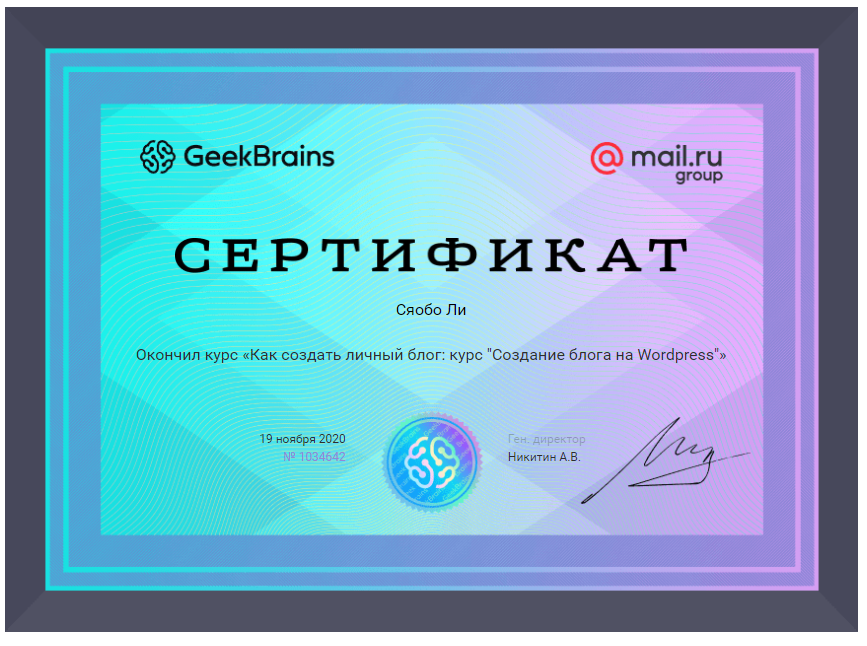 GeekBrains
@ mail.ru
group
СЕРТИФИКАТ
Сяобо Ли
Окончил курс «Как создать личный блог: курс "Создание блога на Wordpress"»
19 ноября 2020
№ 1034642
Ген. директор
Никитин А.В.